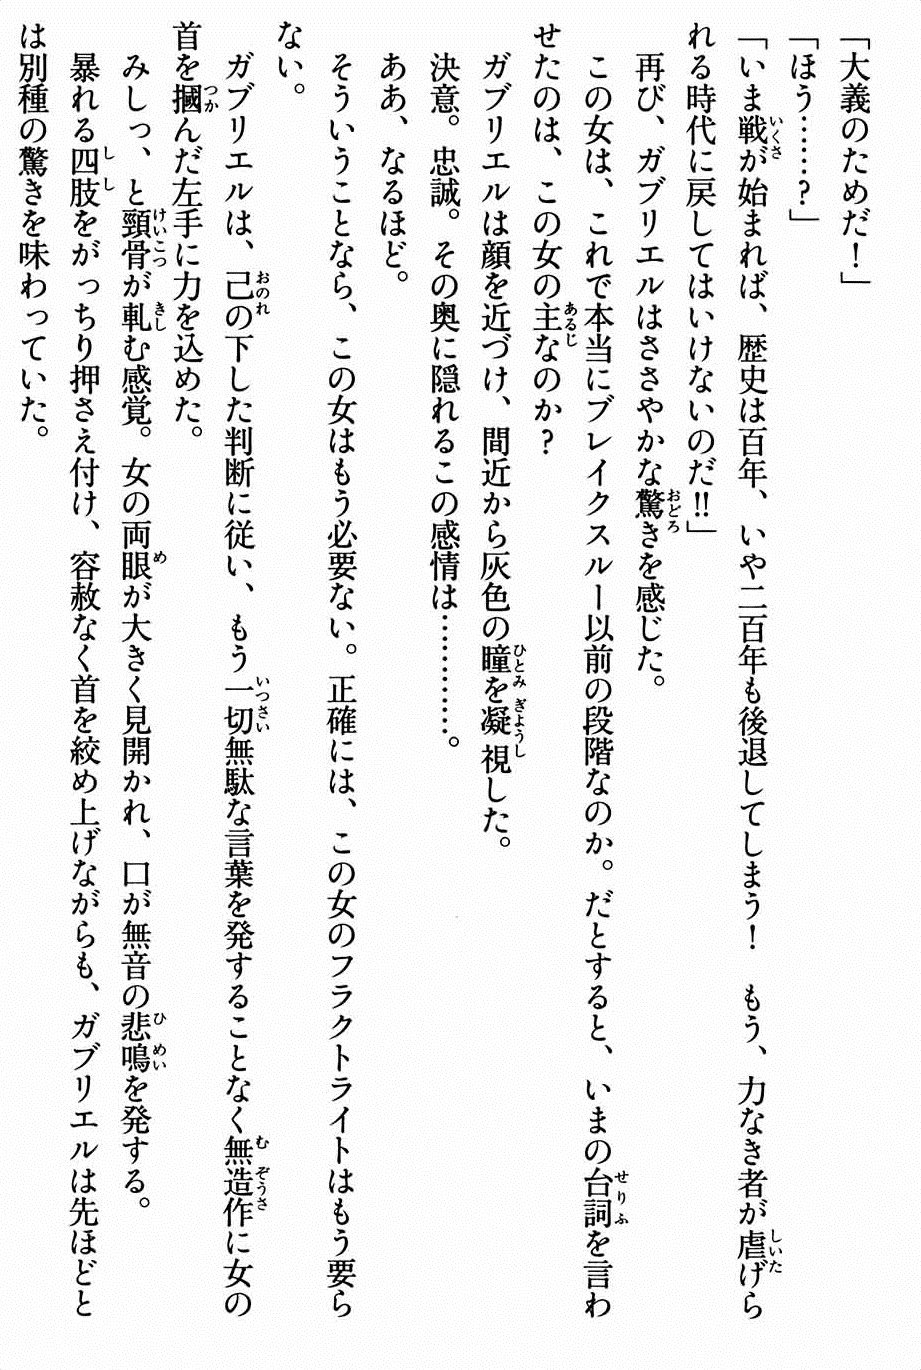 「大義のためだ！」
「ほう……？」
「いま戦が始まれば、歴史は百年、いや二百年も後退してしまう！　もう、力なき者が虐げら
れる時代に戻してはいけないのだ!!」
再び、ガブリエルはささやかな驚きを感じた。
この女は、これで本当にブレイクスルー以前の段階なのか。だとすると、いまの台詞を言わ
せたのは、この女の主なのか？
ガブリエルは顔を近づけ、間近から灰色の瞳を凝視した。
決意。忠誠。その奥に隠れるこの感情は…………。
ああ、なるほど。
そういうことなら、この女はもう必要ない。正確には、この女のフラクトライトはもう要ら
ない。
ガブリエルは、己の下した判断に従い、もう一切無駄な言葉を発することなく無造作に女の
首を摑んだ左手に力を込めた。
みしっ、と頸骨が軋む感覚。女の両眼が大きく見開かれ、口が無音の悲鳴を発する。
暴れる四肢をがっちり押さえ付け、容赦なく首を絞め上げながらも、ガブリエルは先ほどと
は別種の驚きを味わっていた。